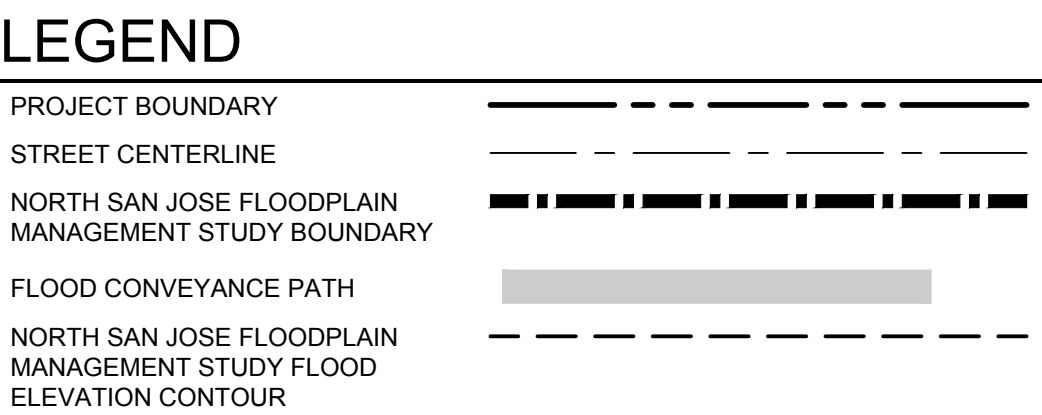 LEGEND
PROJECT BOUNDARY
STREET CENTERLINE
NORTH SAN JOSE FLOODPLAIN
MANAGEMENT STUDY BOUNDARY
FLOOD CONVEYANCE PATH
NORTH SAN JOSE FLOODPLAIN
MANAGEMENT STUDY FLOOD
ELEVATION CONTOUR